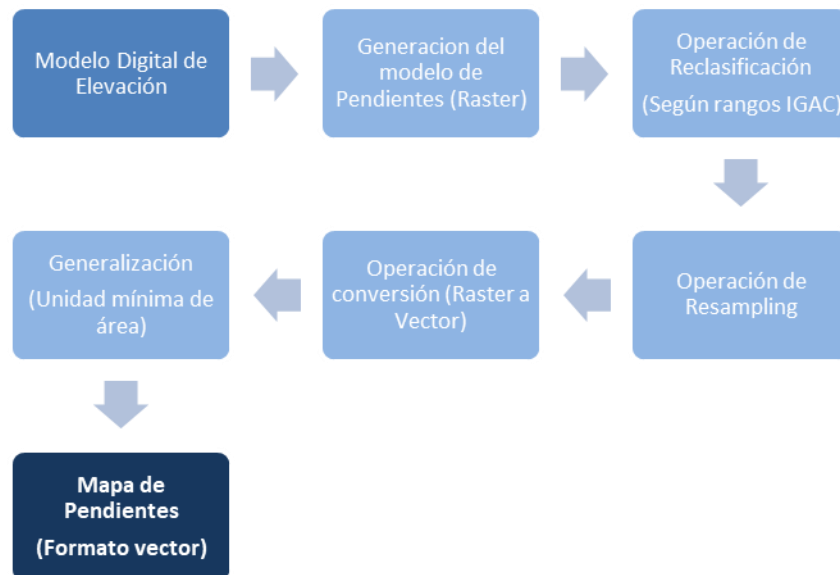 Modelo Digital de
Elevación
Generacion del
modelo de
Pendientes (Raster)
Operación de
Reclasificación
(Según rangos IGAC)
Operación de
Resampling
Operación de
conversión (Raster a
Vector)
Generalización
(Unidad mínima de
área)
Mapa de
Pendientes
(Formato vector)